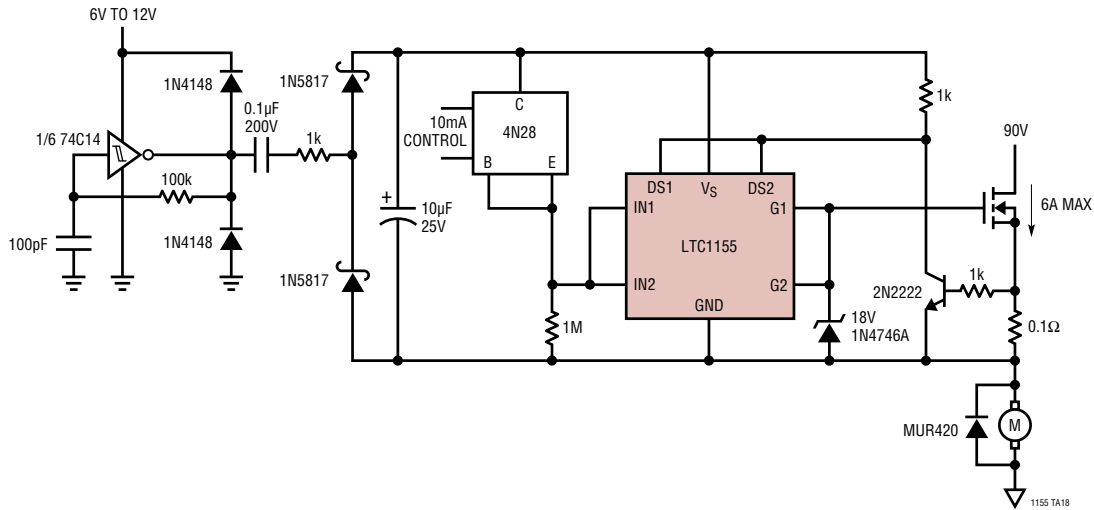 6V TO 12V
1N4148
1/6 74C14
100k
100pF
1N4148
0.1µF
200V
1k
1N5817
1N5817
+
10µF
25V
10mA
CONTROL
C
4N28
B
E
1M
DS1
VS
DS2
IN1
G1
LTC1155
IN2
G2
GND
1k
90V
6A MAX
2N2222
1k
18V
1N4746A
0.1Ω
MUR420
M
1155 TA18